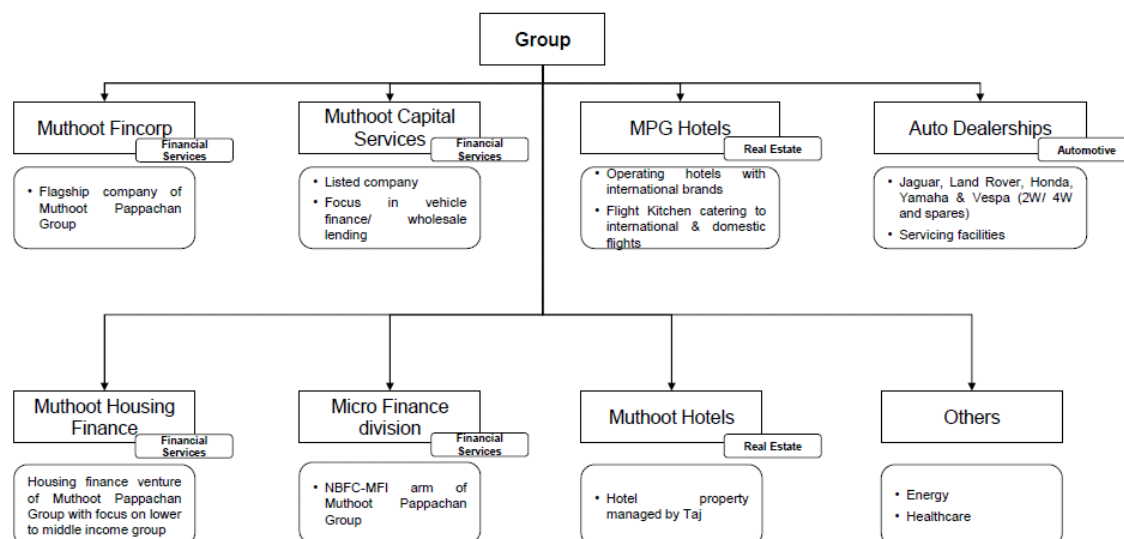 Group
Muthoot Fincorp
Financial
Services
• Flagship company of
Muthoot Pappachan
Group
Muthoot Capital
Services
Financial
Services
• Listed company
• Focus in vehicle
finance/ wholesale
lending
MPG Hotels
Real Estate
• Operating hotels with
international brands
• Flight Kitchen catering to
international & domestic
flights
Auto Dealerships
Automotive
• Jaguar, Land Rover, Honda,
Yamaha & Vespa (2W/ 4W
and spares)
• Servicing facilities
Muthoot Housing
Finance
Financial
Services
Housing finance venture
of Muthoot Pappachan
Group with focus on lower
to middle income group
Micro Finance
division
Financial
Services
• NBFC-MFI arm of
Muthoot Pappachan
Group
Muthoot Hotels
Real Estate
• Hotel property
managed by Taj
Others
• Energy
• Healthcare